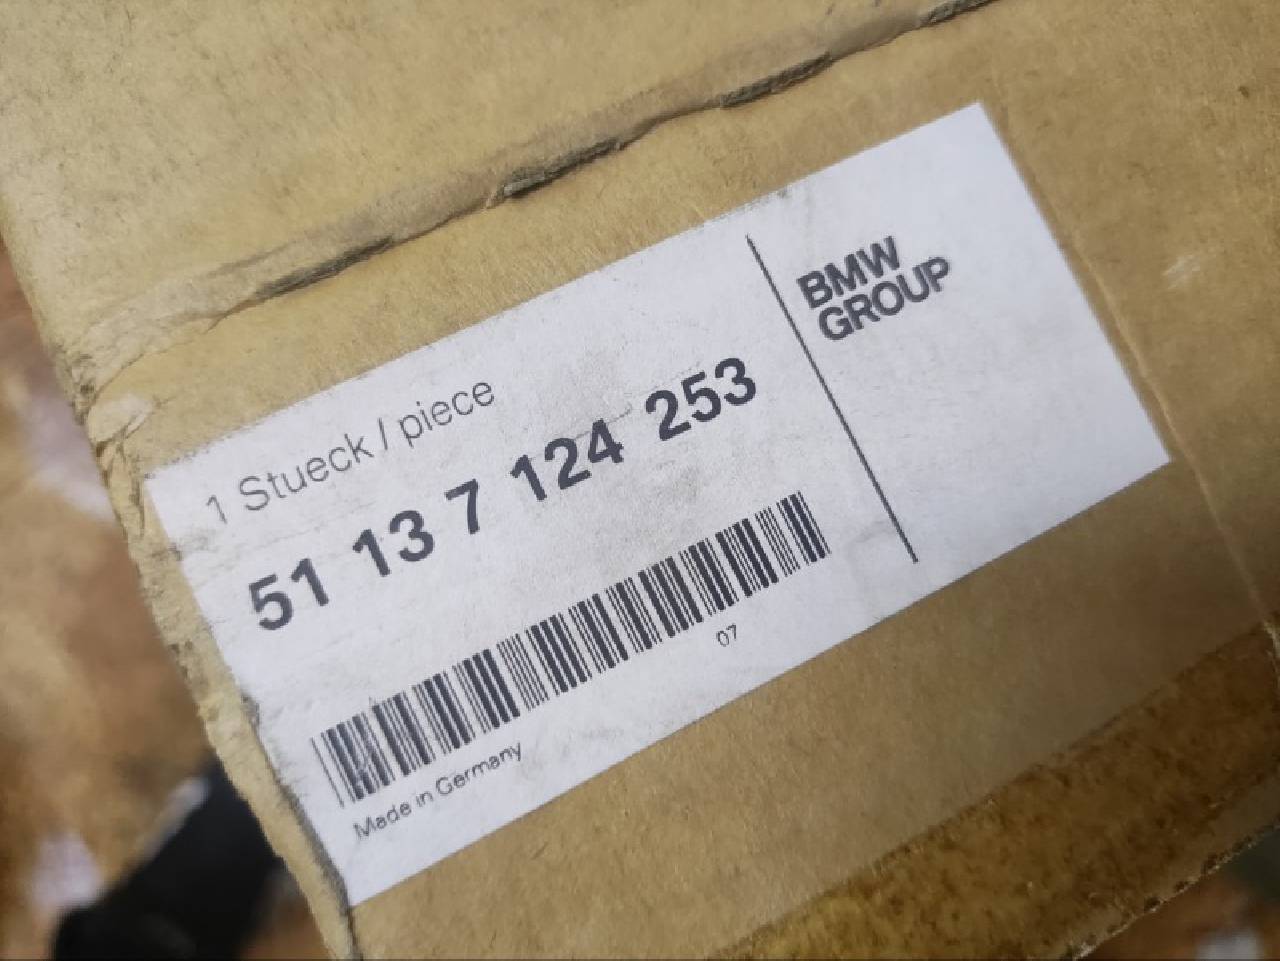 1 Stueck / piece
51 13 7 124 253
07
Made in Germany
BMW
GROUP